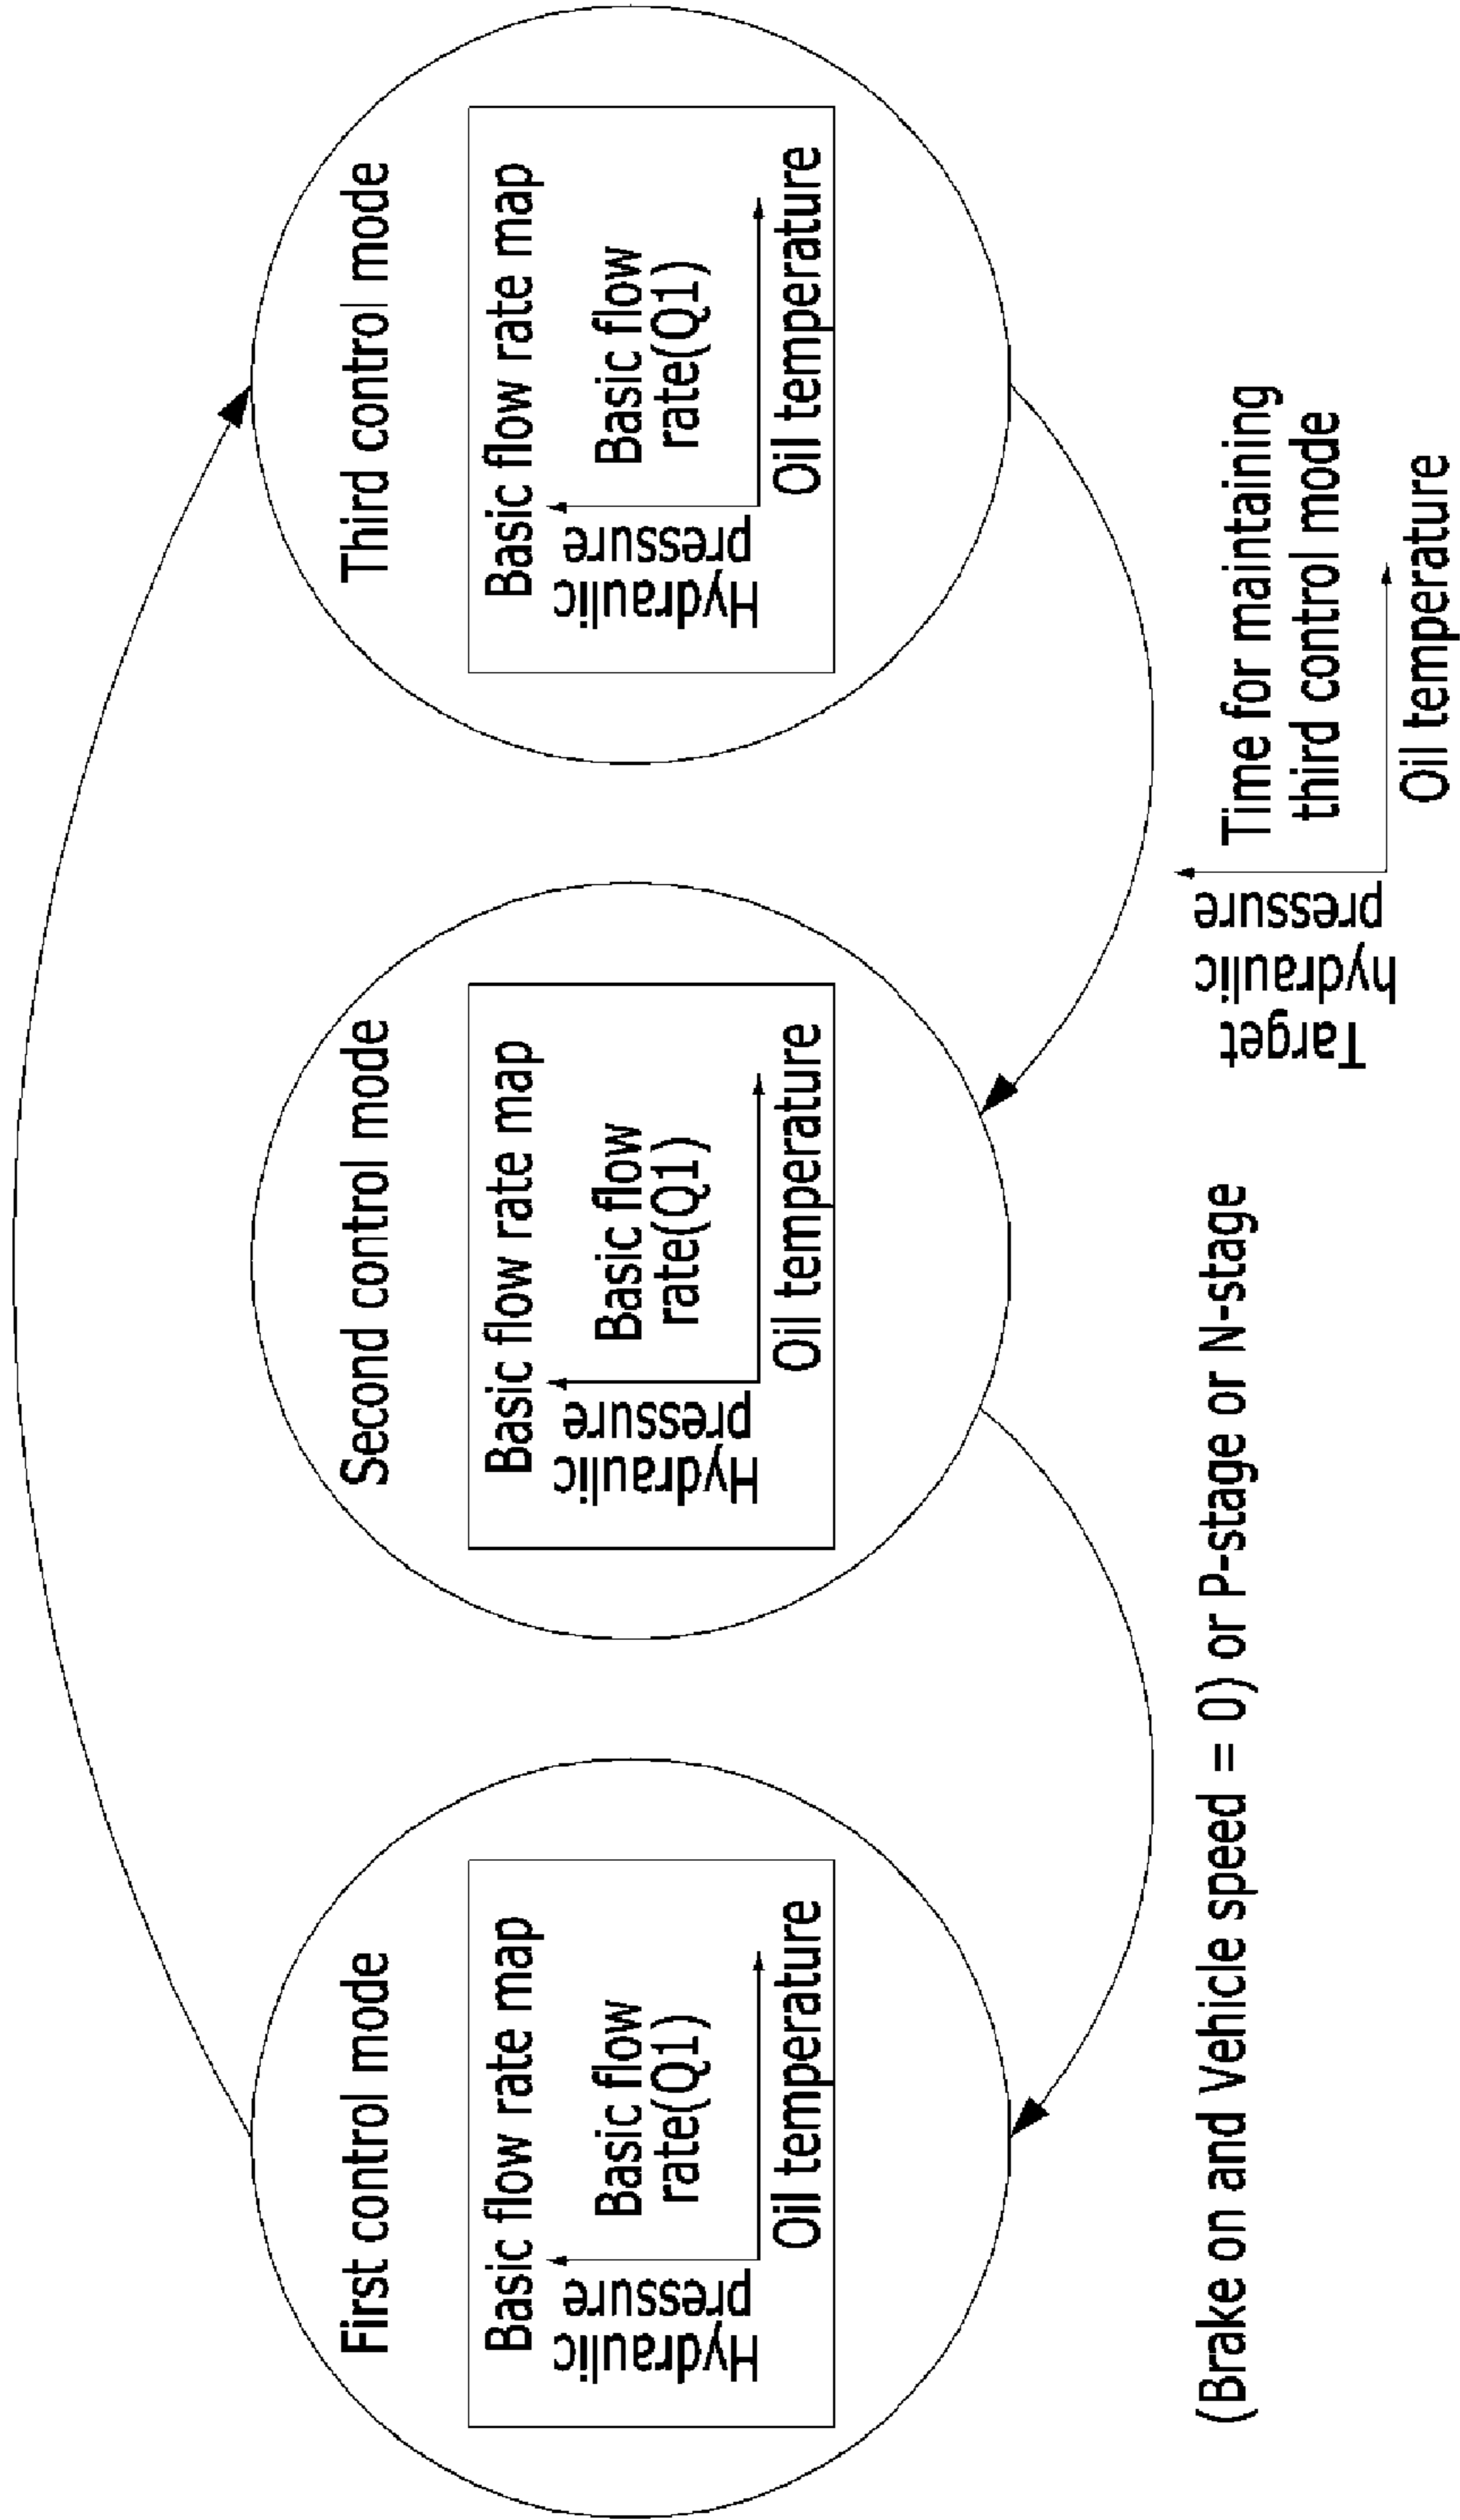 First control mode
Basic flow rate map
Hydraulic
pressure
Basic flow
rate(Q1)
Oil temperature
Second control mode
Basic flow rate map
Hydraulic
pressure
Basic flow
rate(Q1)
Oil temperature
Third control mode
Basic flow rate map
Hydraulic
pressure
Basic flow
rate(Q1)
Oil temperature
(Brake on and Vehicle speed = 0) or P-stage or N-stage
Target
hydraulic
pressure
Time for maintaining
third control mode
Oil temperature